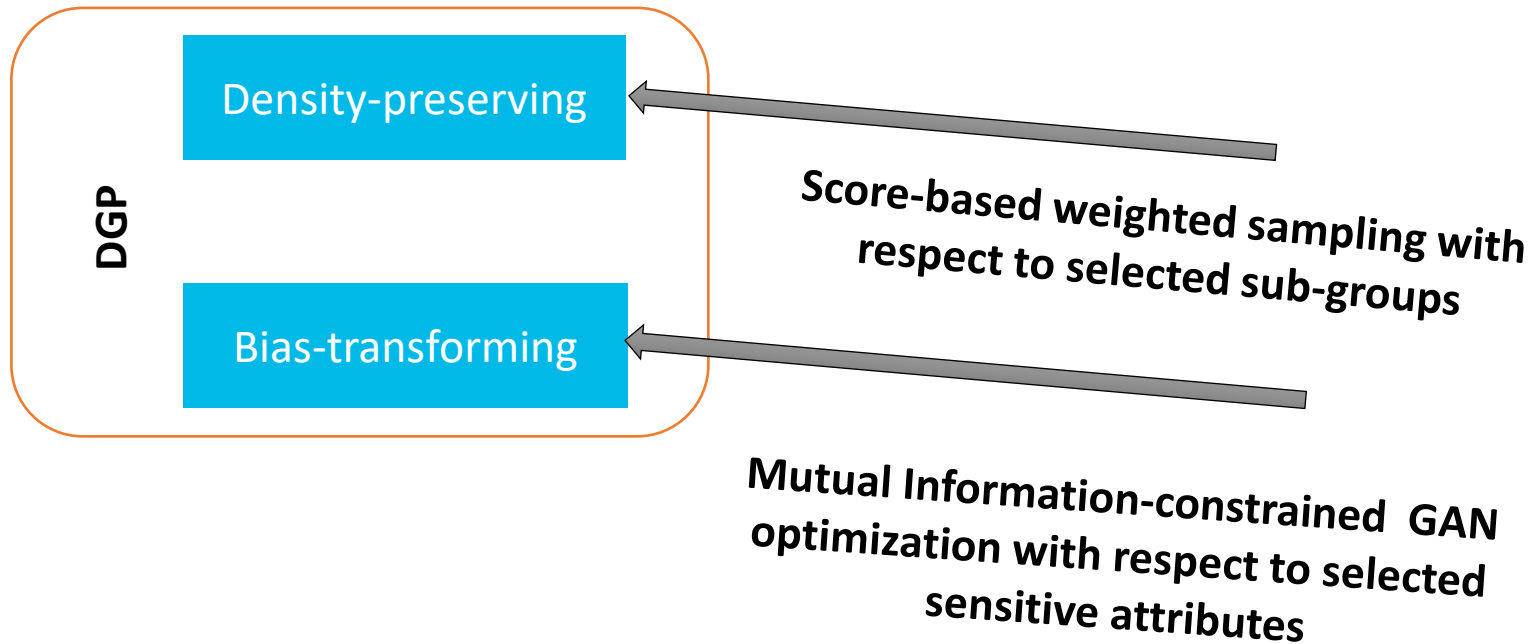 Density-preserving
DGP
Score-based weighted sampling with
respect to selected sub-groups
Bias-transforming
Mutual Information-constrained  GAN
optimization with respect to selected
sensitive attributes